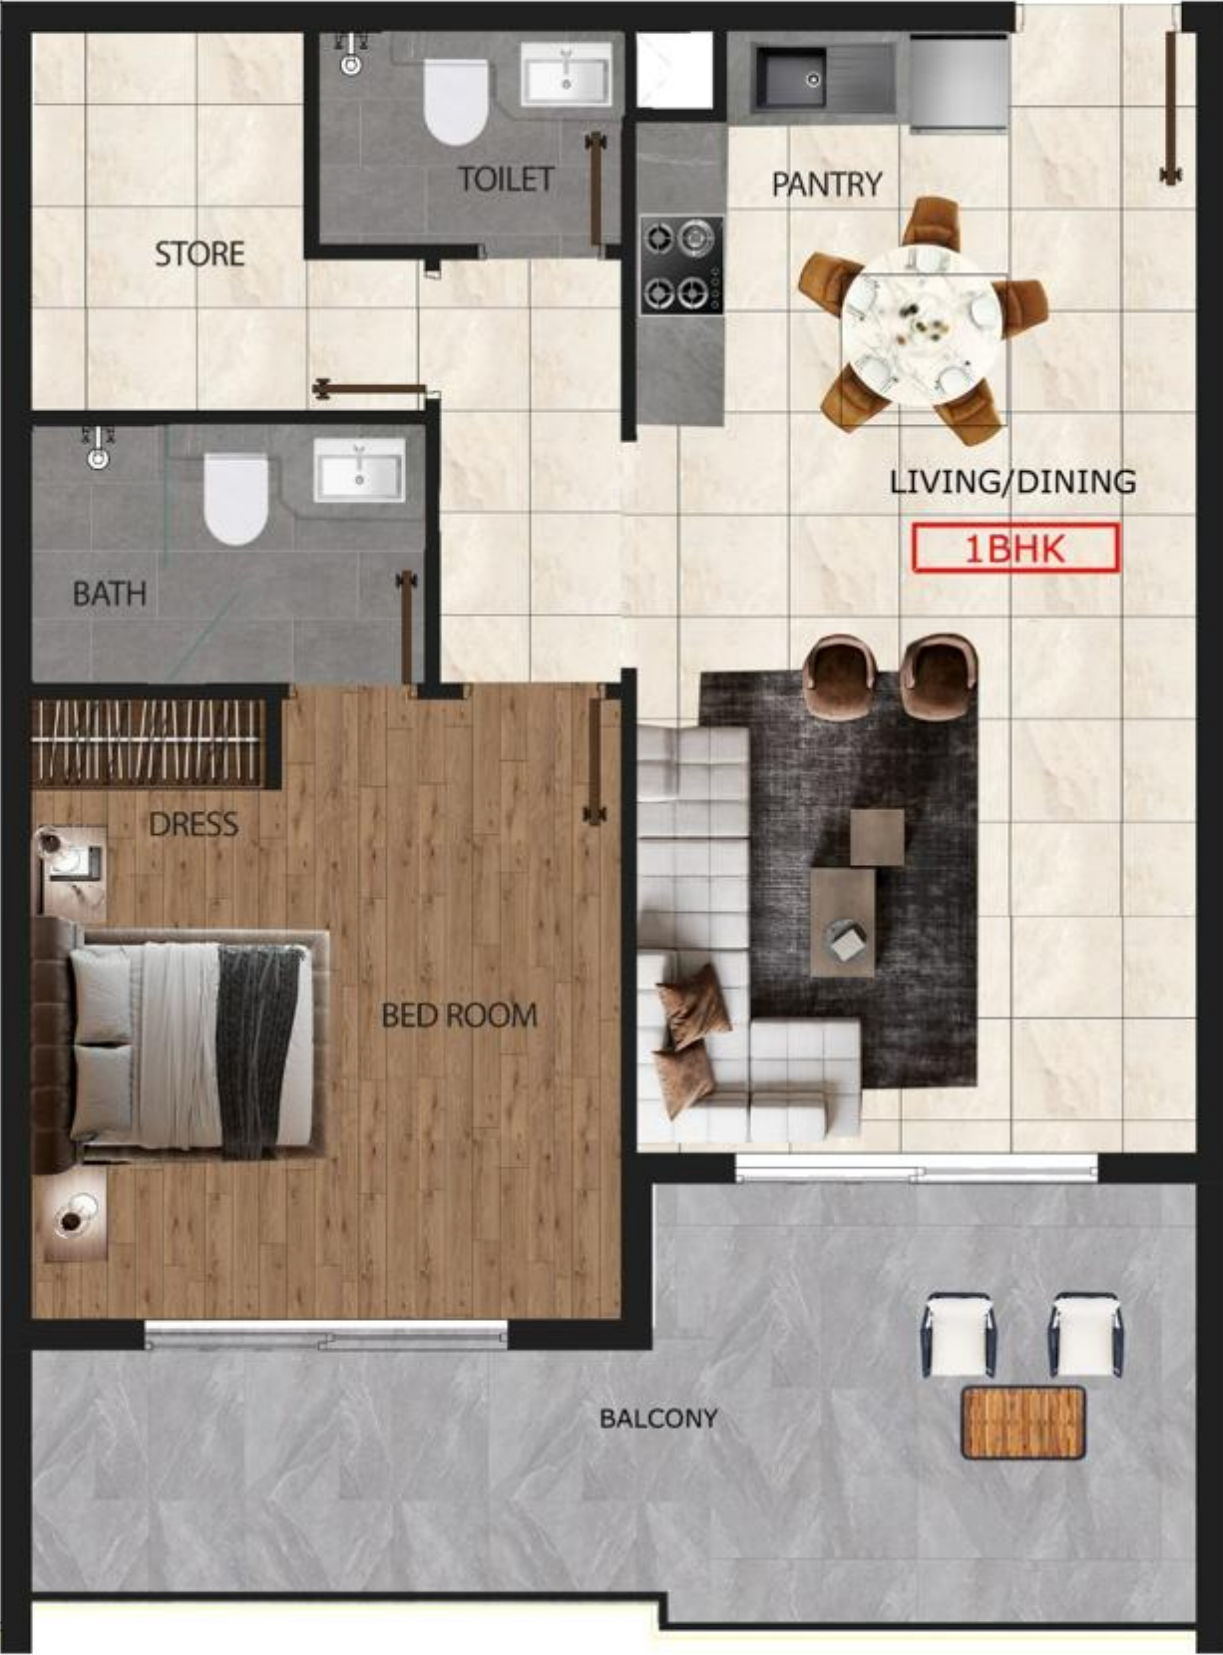 TOILET
PANTRY
STORE
LIVING/DINING
1BHK
BATH
DRESS
BED ROOM
BALCONY